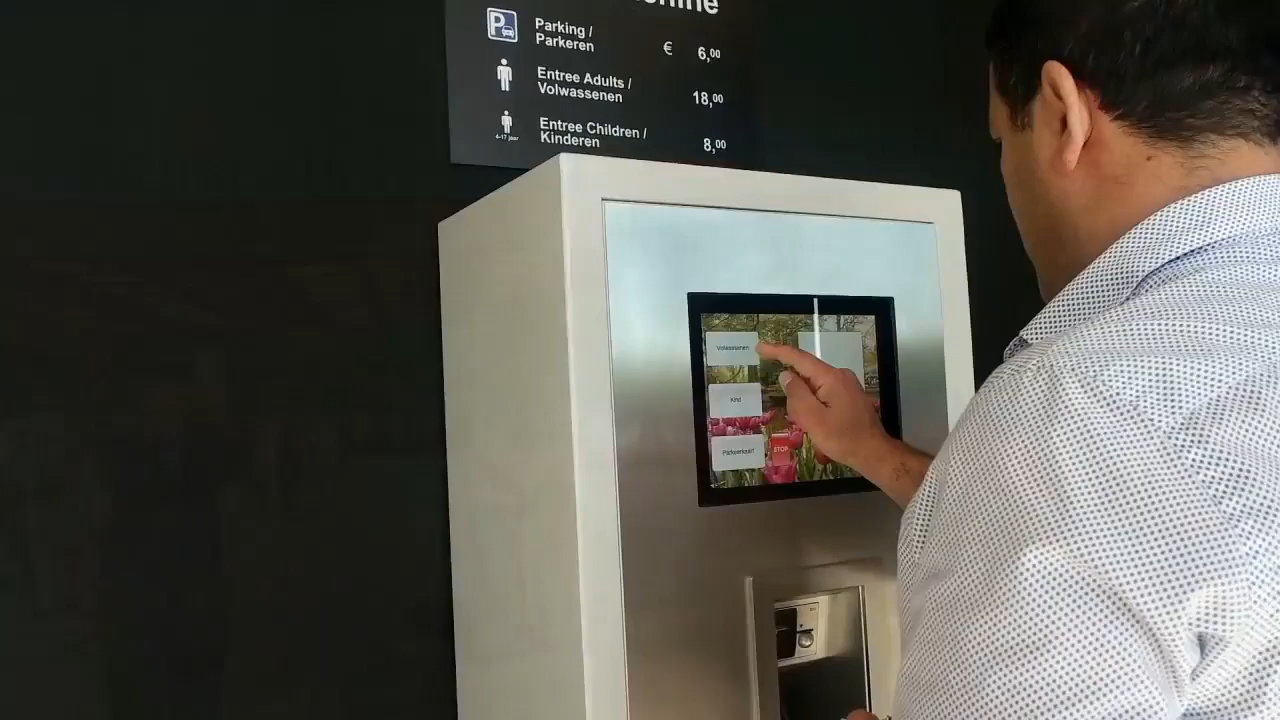 Parking /
Parkeren
€ 6,00
Entree Adults /
Volwassenen
18,00
4-17 jaar
Entree Children /
Kinderen
8,00
Volwassenen
Kind
Parkeerkaart
STOP